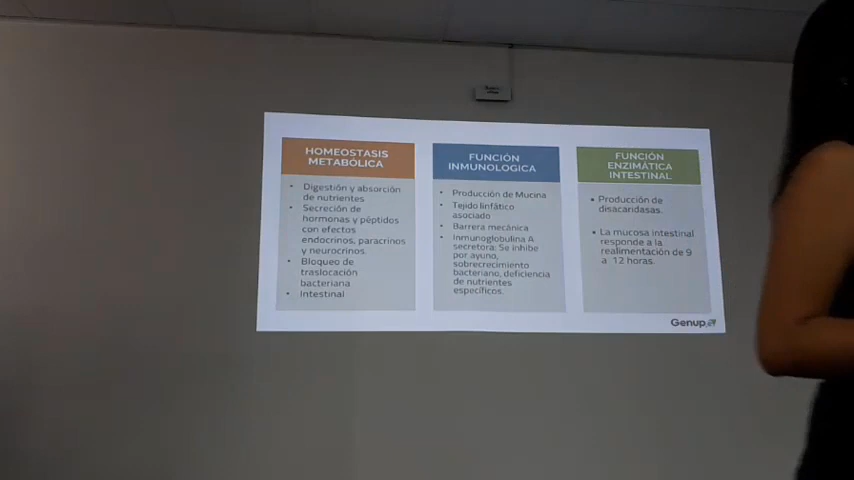 HOMEOSTASIS
METABÓLICA
• Digestión y absorción
de nutrientes
• Secreción de
hormonas y péptidos
con efectos
endocrinos, paracrinos
y neurocrinos.
• Bloqueo de
traslocación
bacteriana
• Intestinal
FUNCIÓN
INMUNOLOGICA
• Producción de Mucina
• Tejido linfático
asociado
• Barrera mecánica
• Inmunoglobulina A
secretora: Se inhibe
por ayuno,
sobrecrecimiento
bacteriano, deficiencia
de nutrientes
específicos.
FUNCIÓN
ENZIMÁTICA
INTESTINAL
• Producción de
disácaridasas.
• La mucosa intestinal
responde a la
realimentación de 9
a 12 horas.
Genup